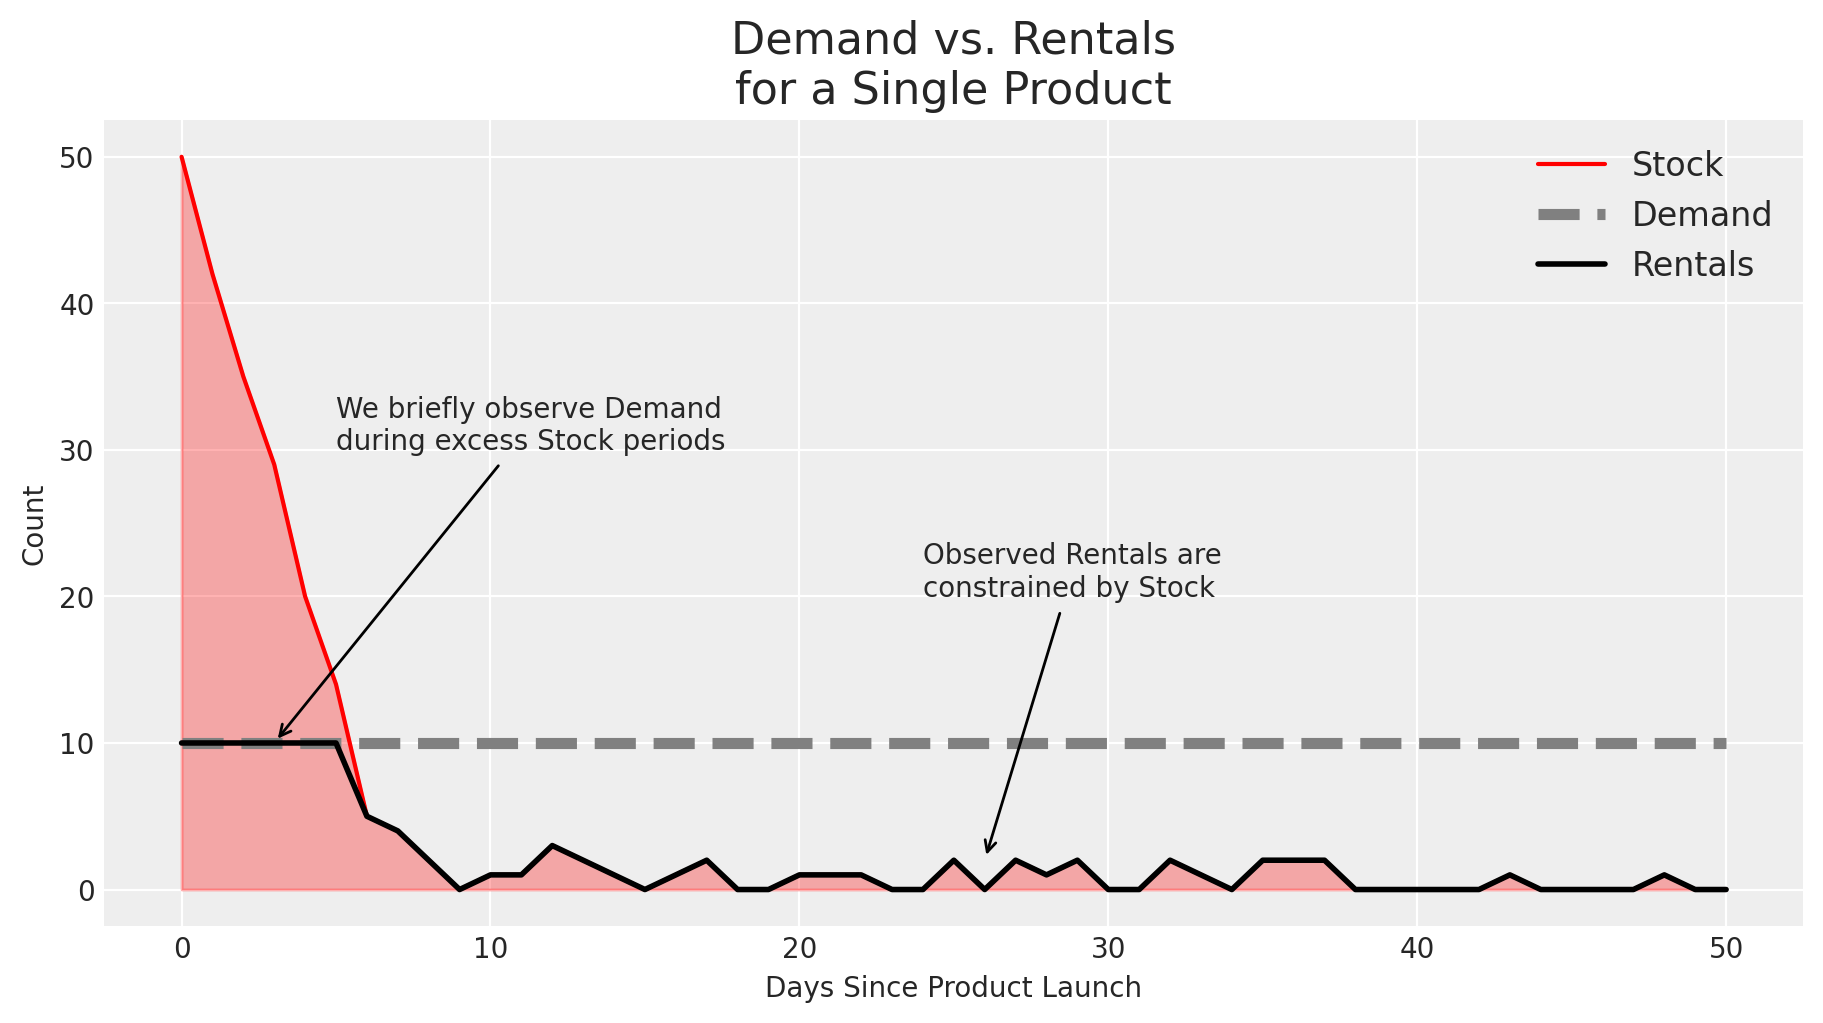 Demand vs. Rentals
for a Single Product
Stock
Demand
Rentals
We briefly observe Demand
during excess Stock periods
Observed Rentals are
constrained by Stock
Count
50
40
30
20
10
0
0 10 20 30 40 50
Days Since Product Launch